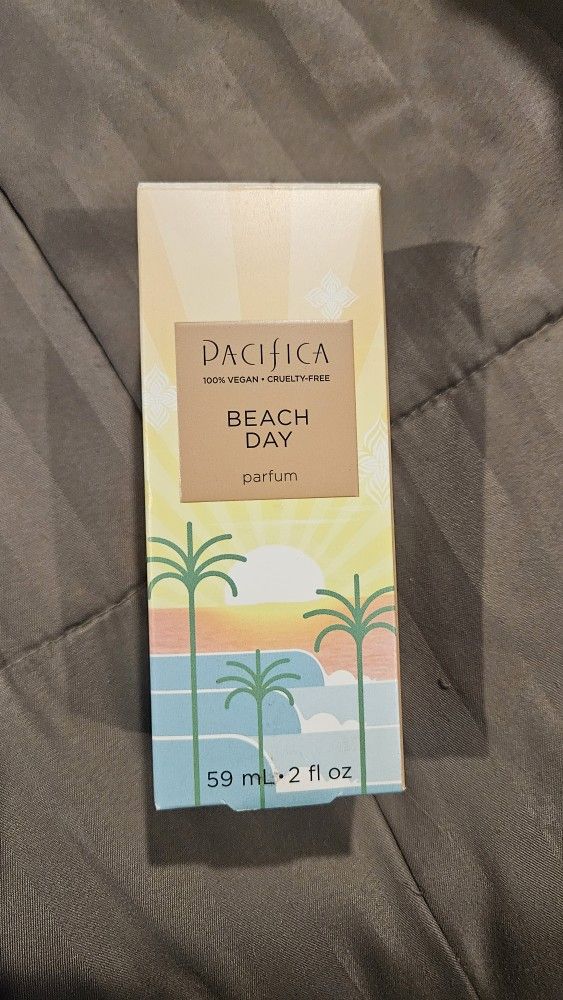 PACIFICA
100% VEGAN • CRUELTY-FREE
BEACH
DAY
parfum
59 mL • 2 fl oz